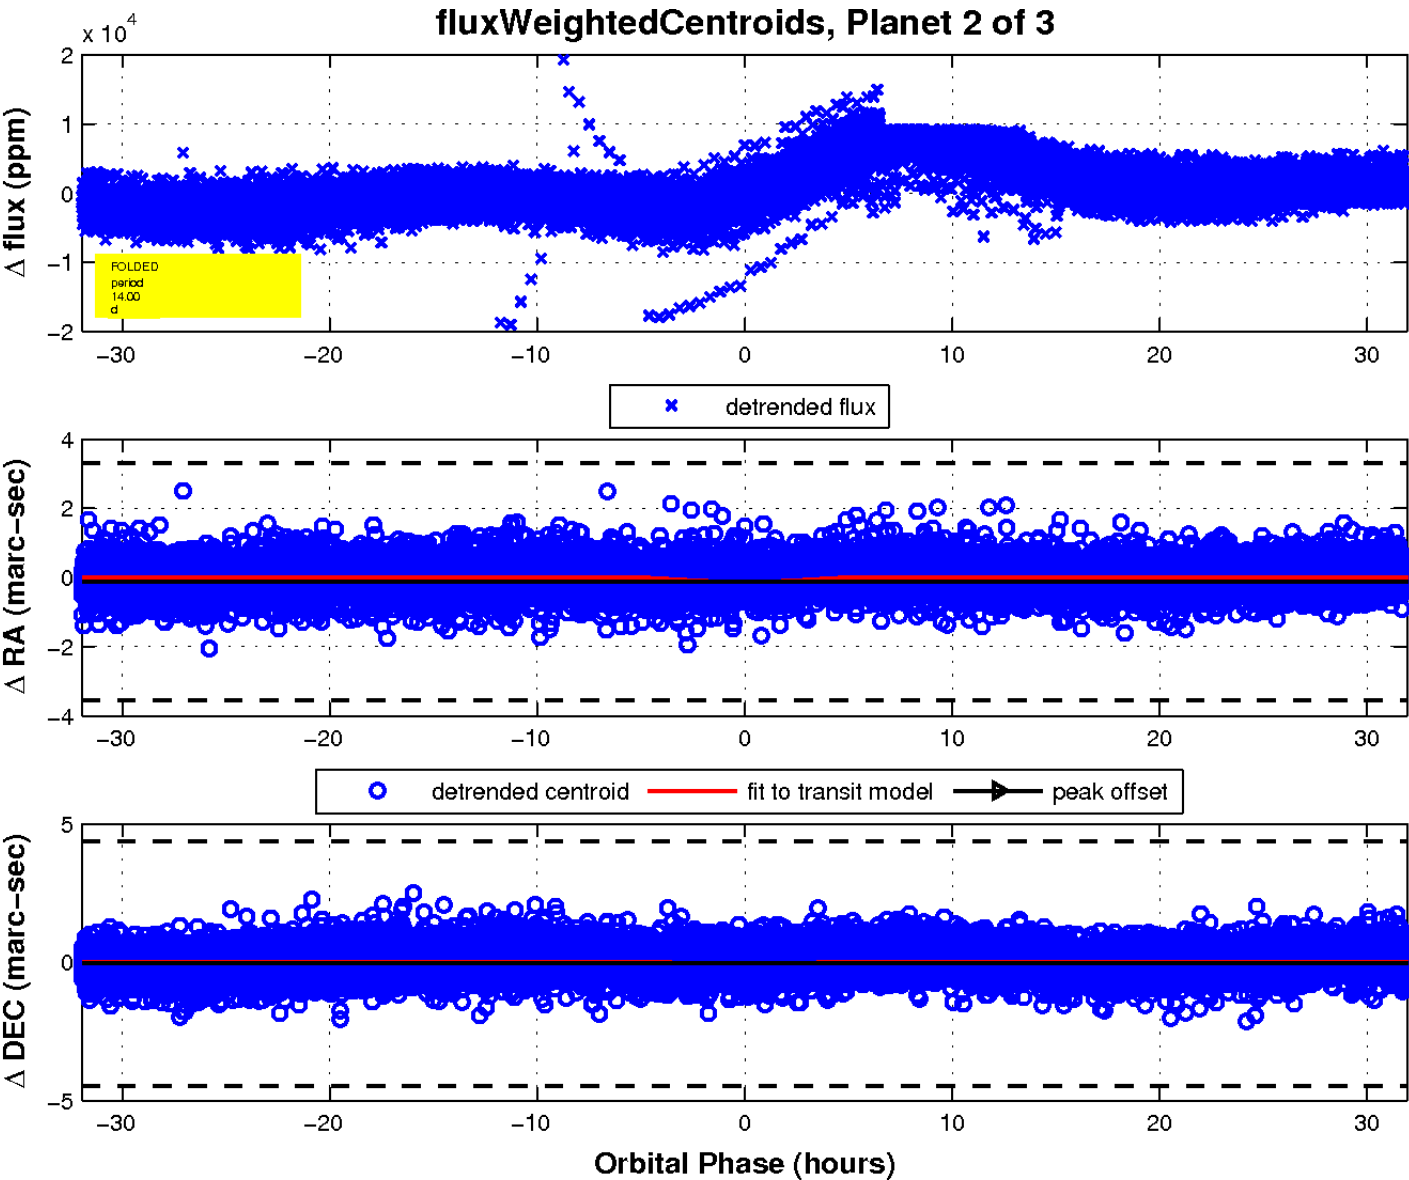 fluxWeightedCentroids, Planet 2 of 3
x 10^4
Δ flux (ppm)
2
1
0
−1
−2
FOLDED
period
14.00
d
−30 −20 −10 0 10 20 30
detrended flux
Δ RA (marc−sec)
4
2
0
−2
−4
−30 −20 −10 0 10 20 30
detrended centroid fit to transit model peak offset
Δ DEC (marc−sec)
5
0
−5
−30 −20 −10 0 10 20 30
Orbital Phase (hours)